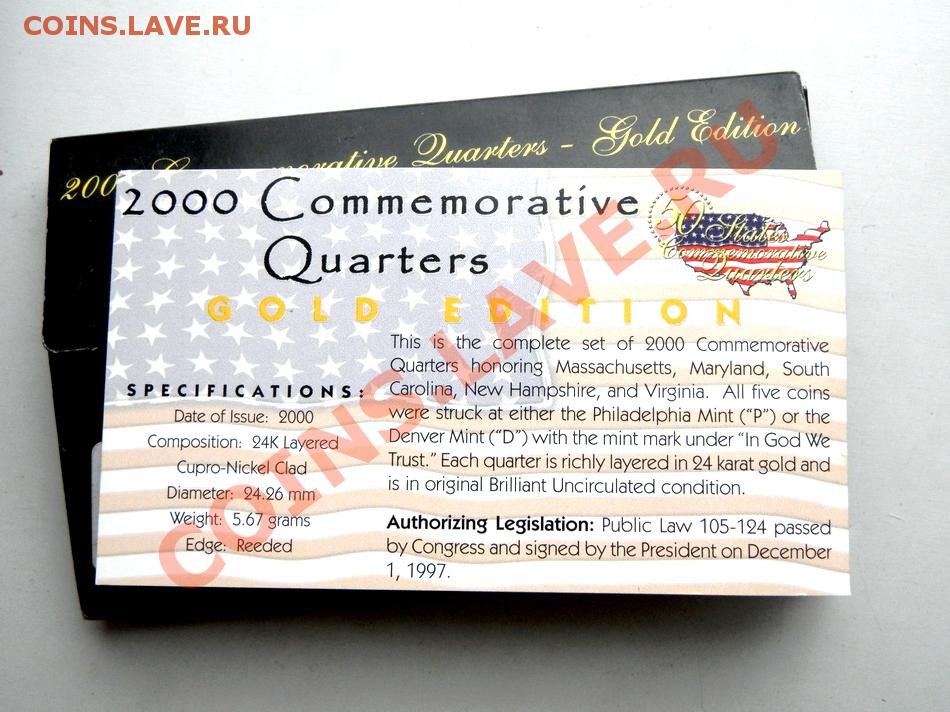 COINS.LAVE.RU
Commemorative Quarters - Gold Edition
2000 Commemorative
Quarters
50 States
Commemorative
Quarters
GOLD EDITION
SPECIFICATIONS:
Date of Issue: 2000
Composition: 24K Layered
Cupro-Nickel Clad
Diameter: 24.26 mm
Weight: 5.67 grams
Edge: Reeded
This is the complete set of 2000 Commemorative
Quarters honoring Massachusetts, Maryland, South
Carolina, New Hampshire, and Virginia. All five coins
were struck at either the Philadelphia Mint ("P") or the
Denver Mint ("D") with the mint mark under "In God We
Trust." Each quarter is richly layered in 24 karat gold and
is in original Brilliant Uncirculated condition.
Authorizing Legislation: Public Law 105-124 passed
by Congress and signed by the President on December
1, 1997.
COINS.LAVE.RU